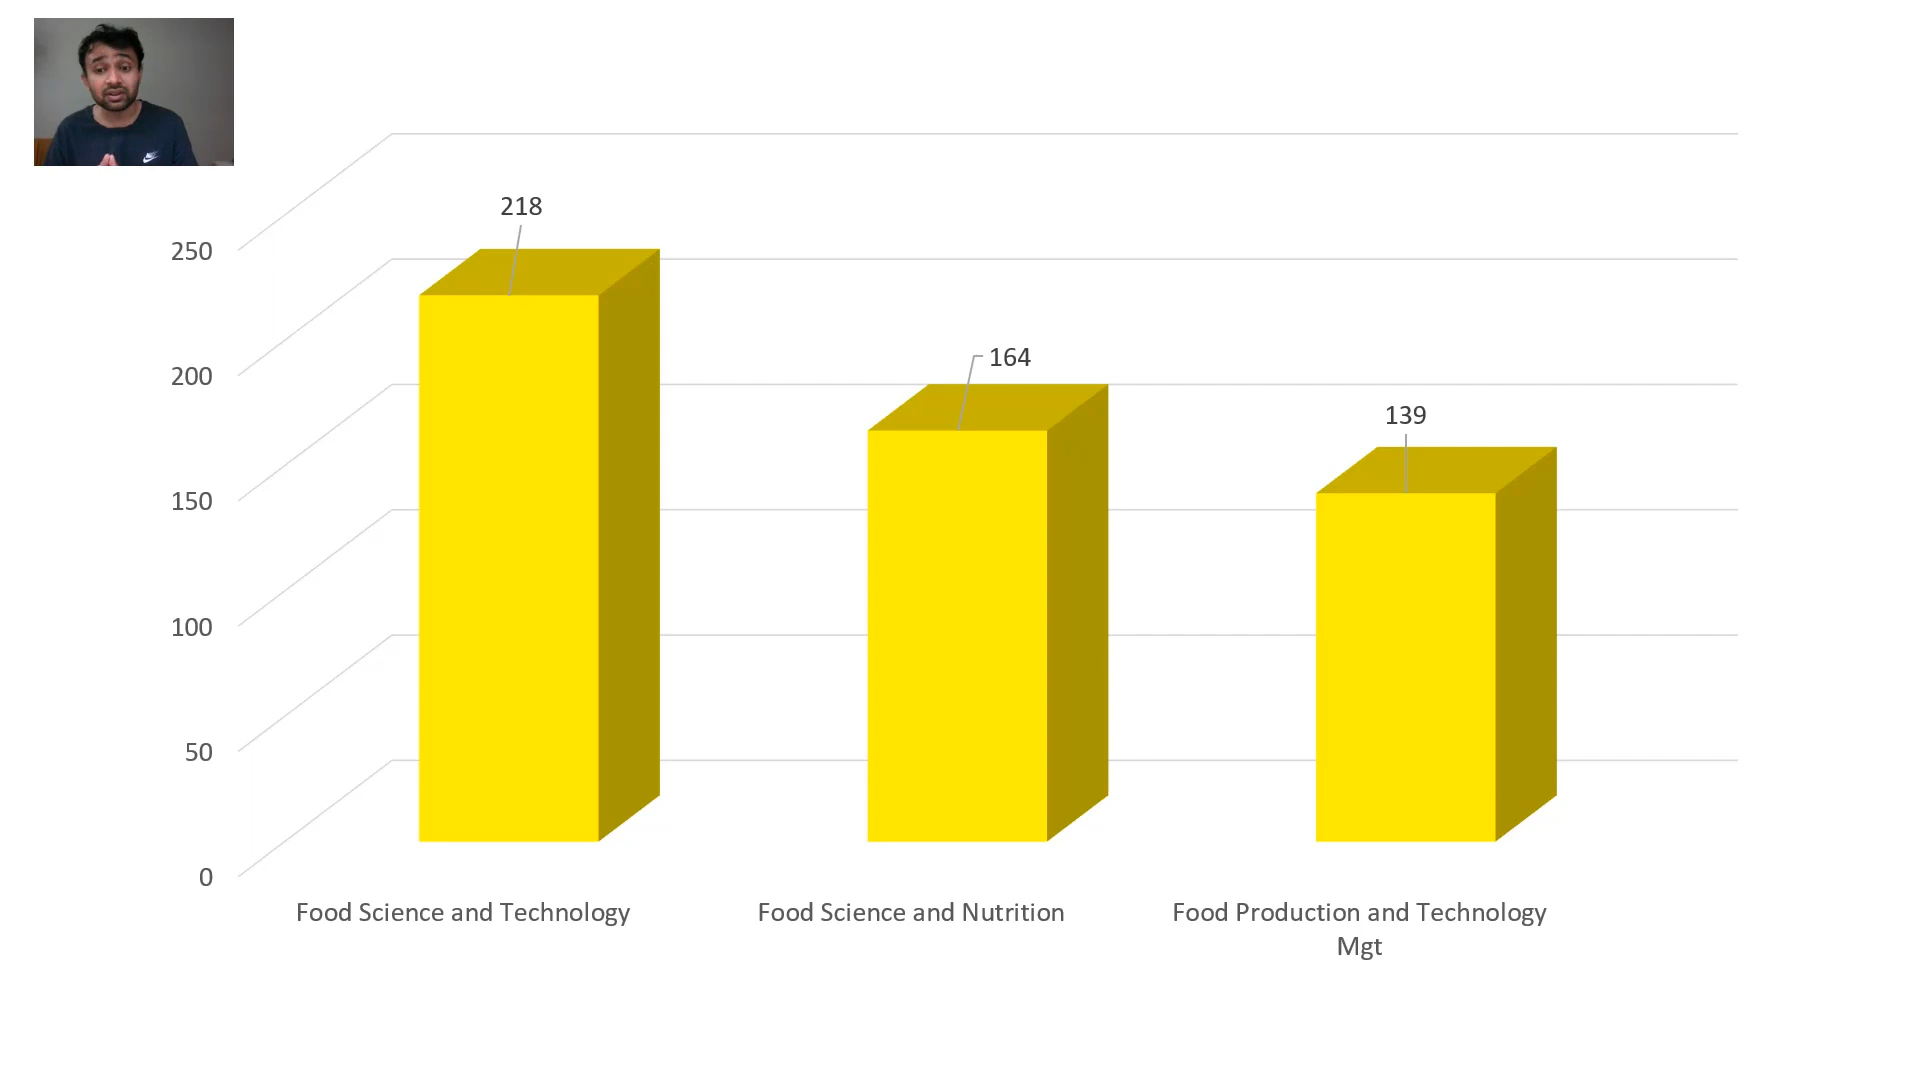 218
250
164
200
139
150
100
50
0
Food Science and Technology
Food Science and Nutrition
Food Production and Technology
Mgt